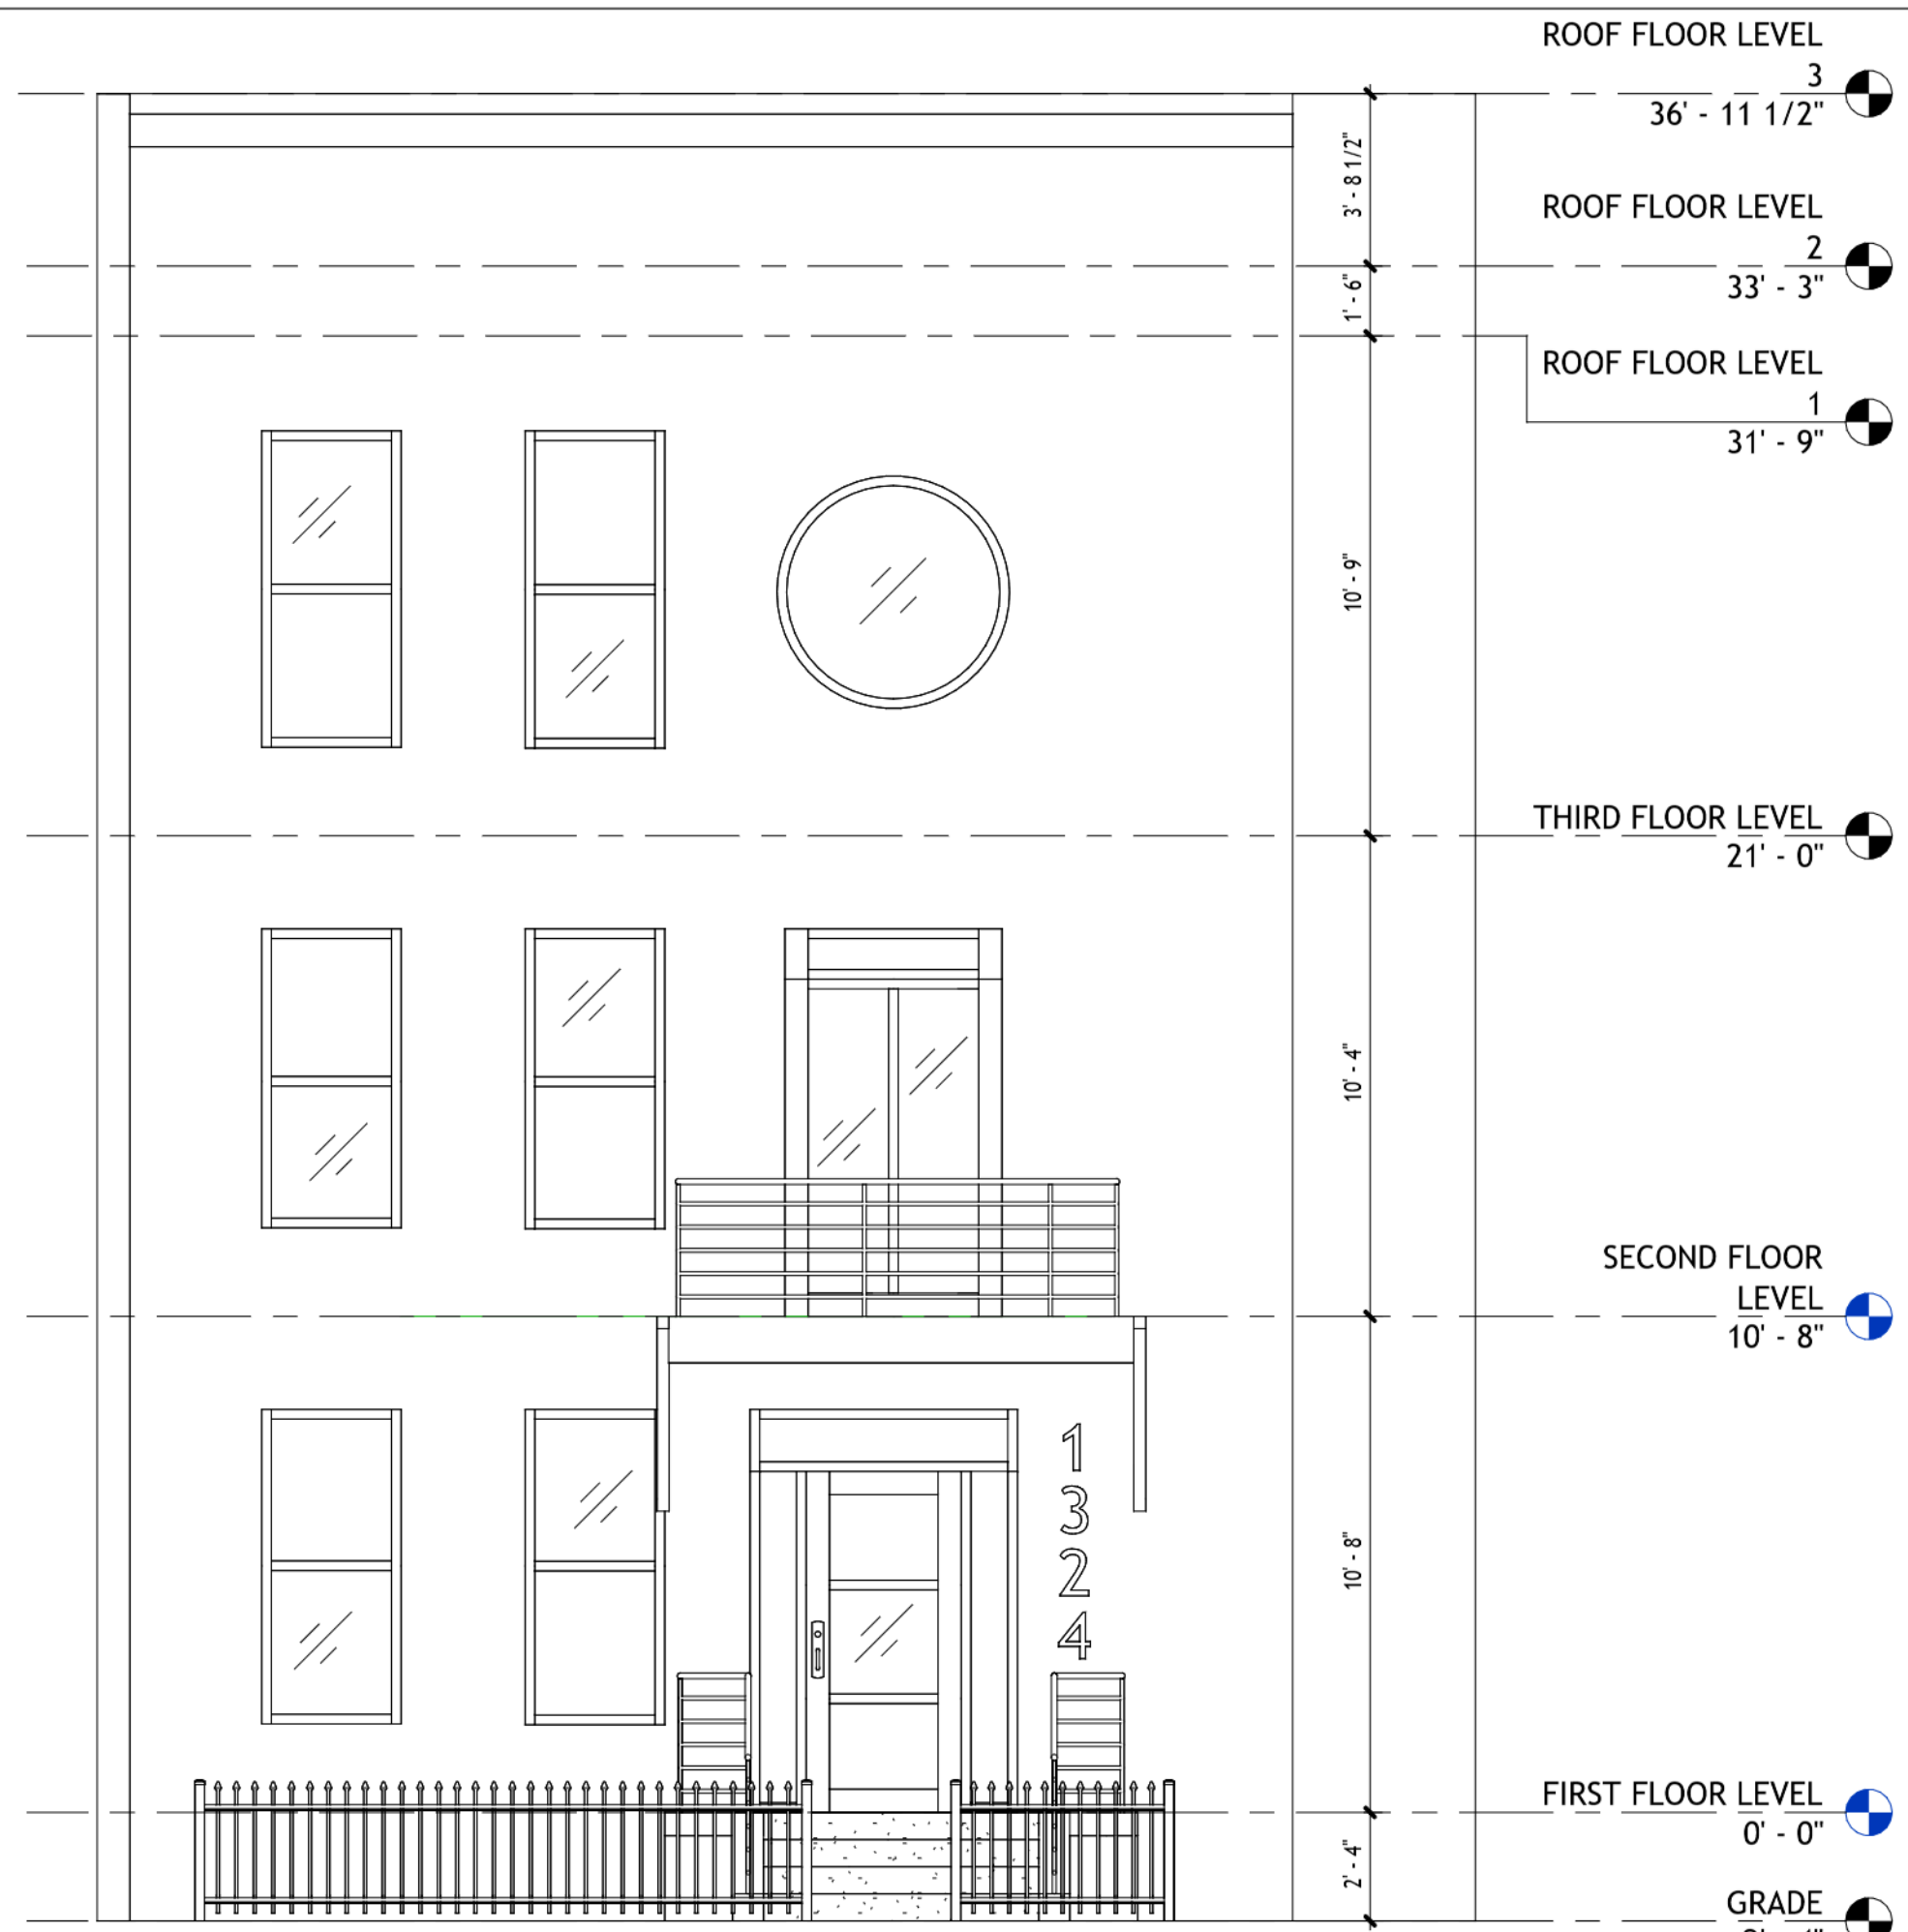 ROOF FLOOR LEVEL
3
36' - 11 1/2"
3' - 8 1/2"
ROOF FLOOR LEVEL
2
33' - 3"
1' - 6"
ROOF FLOOR LEVEL
1
31' - 9"
10' - 9"
THIRD FLOOR LEVEL
21' - 0"
10' - 4"
SECOND FLOOR
LEVEL
10' - 8"
1
3
2
4
10' - 8"
FIRST FLOOR LEVEL
0' - 0"
2' - 4"
GRADE